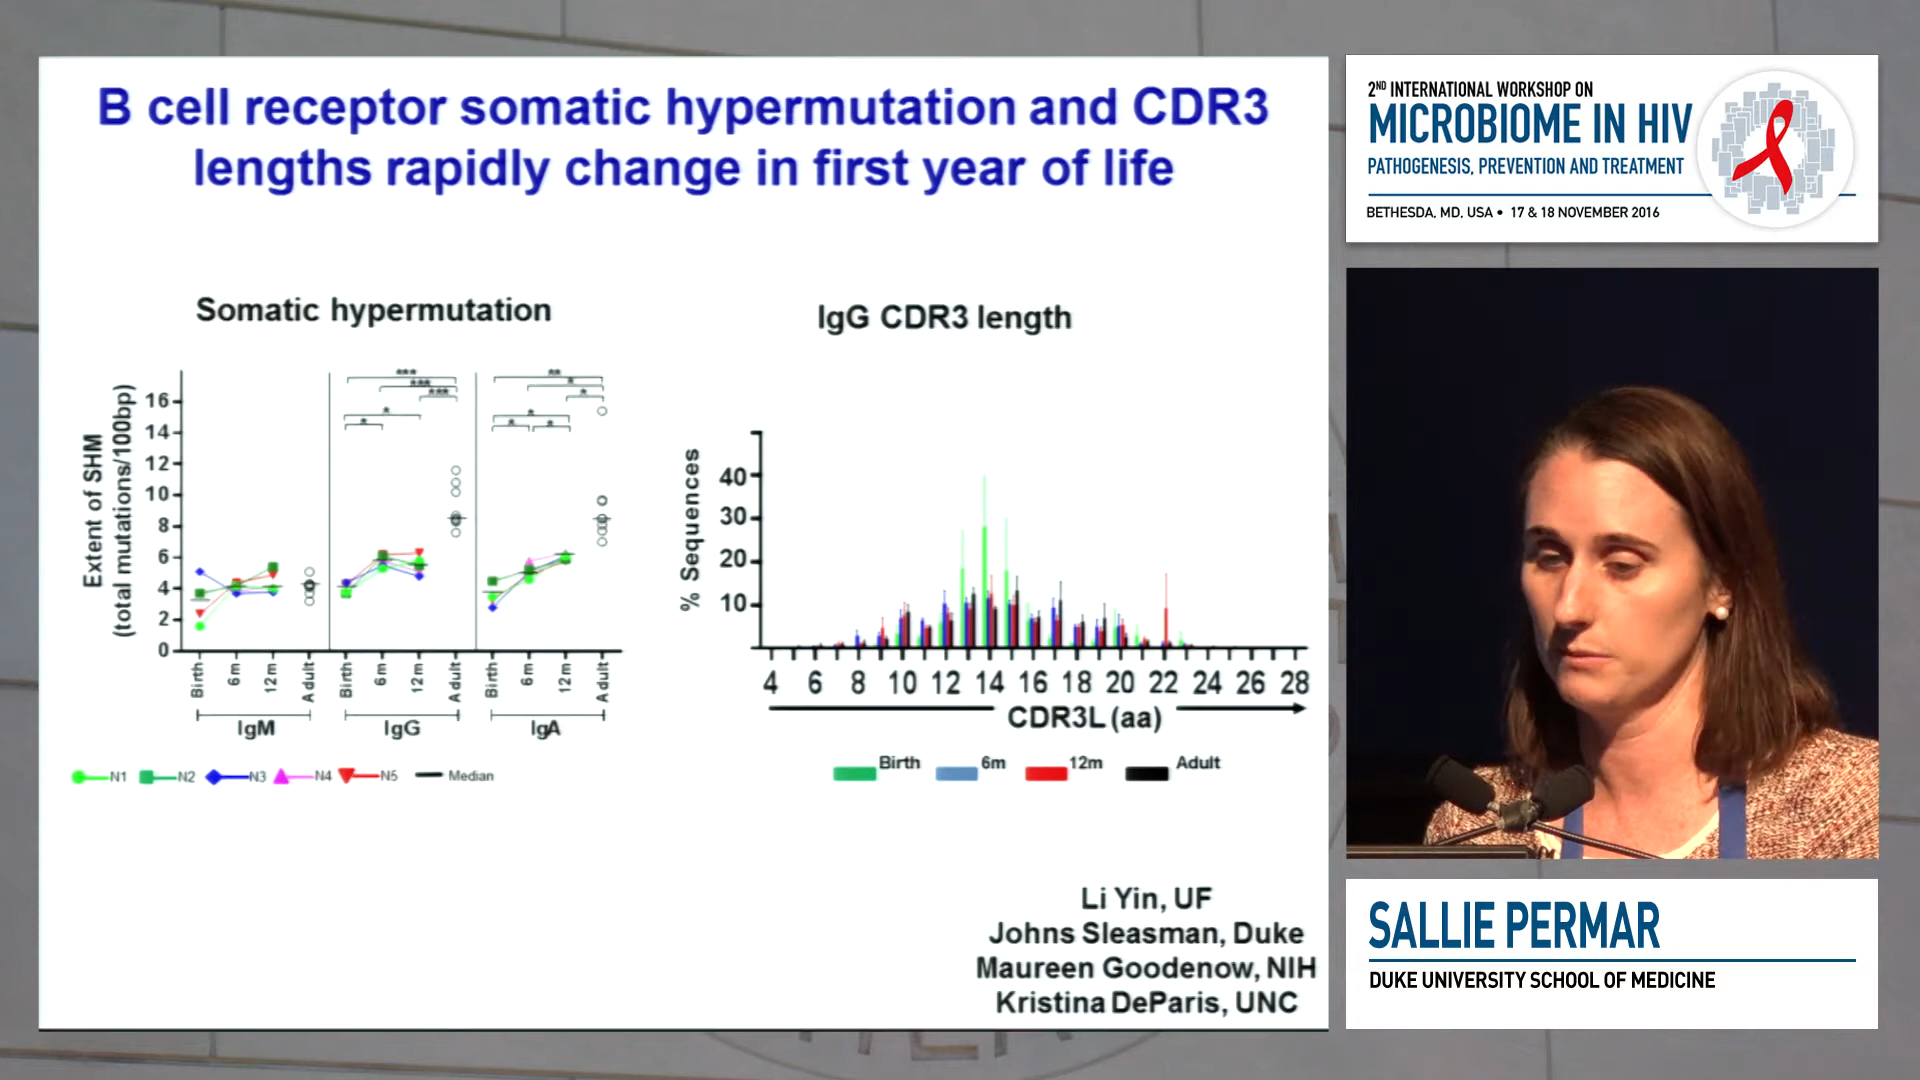 B cell receptor somatic hypermutation and CDR3
lengths rapidly change in first year of life
Somatic hypermutation
Extent of SHM
(total mutations/100bp)
16
14
12
10
8
6
4
2
0
*** *** *** * *
** * * * * *
Birth 6m 12m Adult
Birth 6m 12m Adult
Birth 6m 12m Adult
IgM IgG IgA
N1 N2 N3 N4 N5 Median
IgG CDR3 length
% Sequences
40
30
20
10
4 6 8 10 12 14 16 18 20 22 24 26 28
CDR3L (aa)
Birth 6m 12m Adult
Li Yin, UF
Johns Sleasman, Duke
Maureen Goodenow, NIH
Kristina DeParis, UNC
2ND INTERNATIONAL WORKSHOP ON
MICROBIOME IN HIV
PATHOGENESIS, PREVENTION AND TREATMENT
BETHESDA, MD, USA • 17 & 18 NOVEMBER 2016
SALLIE PERMAR
DUKE UNIVERSITY SCHOOL OF MEDICINE